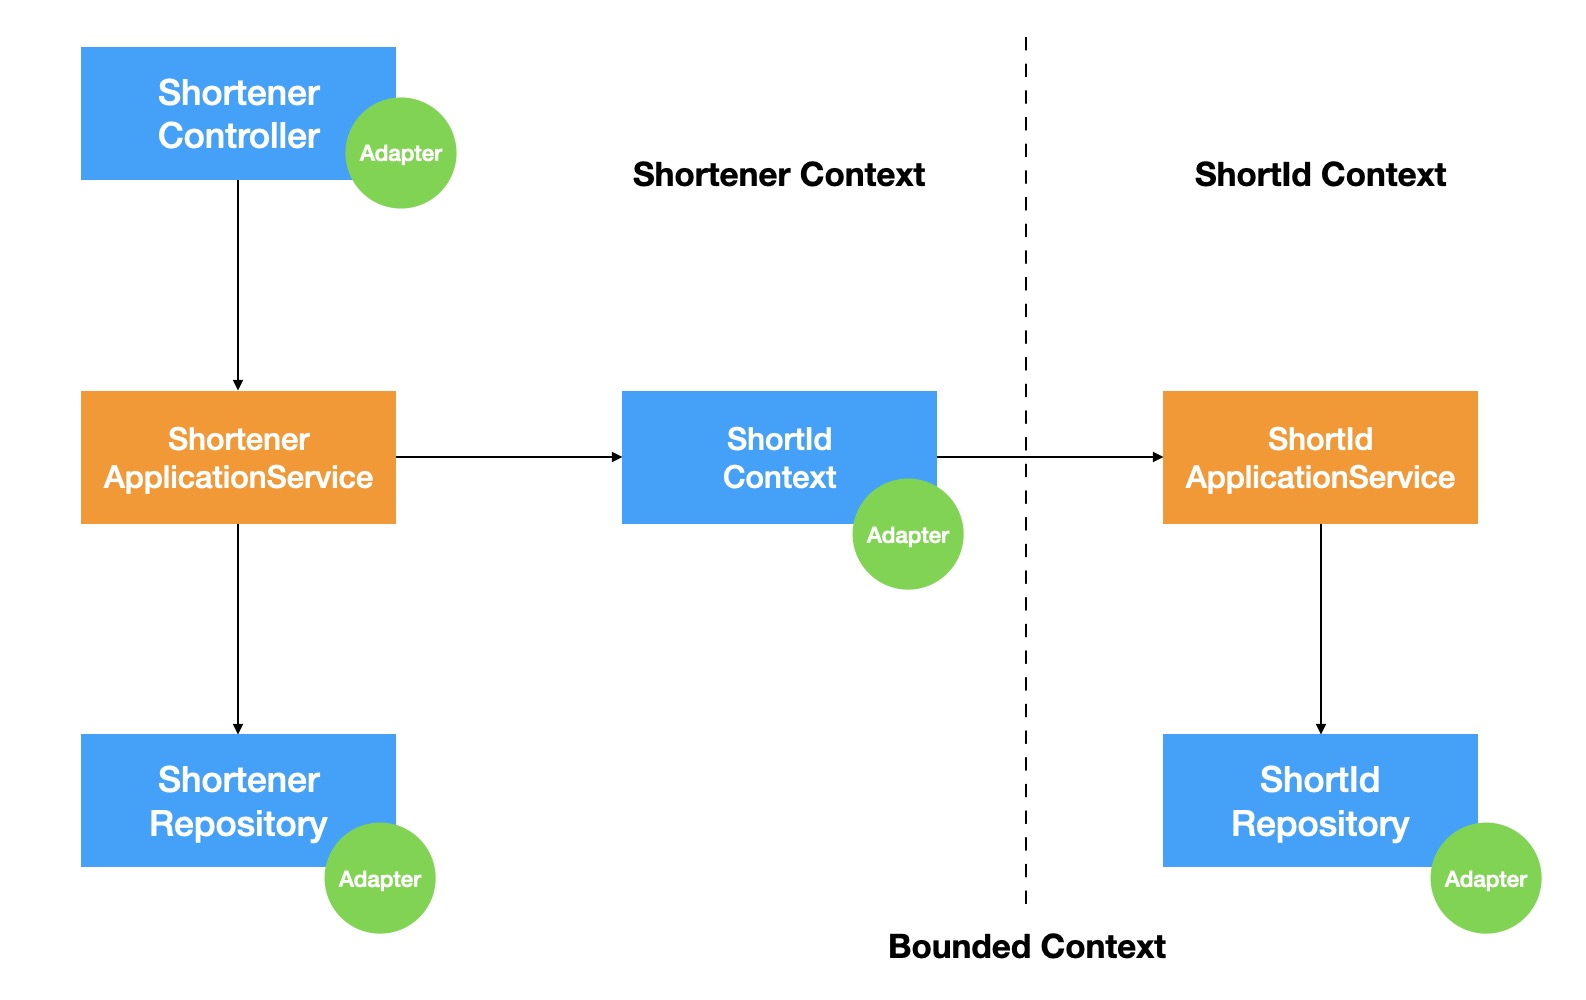 Shortener
Controller
Adapter
Shortener Context
ShortId Context
Shortener
ApplicationService
ShortId
Context
Adapter
ShortId
ApplicationService
Shortener
Repository
Adapter
ShortId
Repository
Adapter
Bounded Context